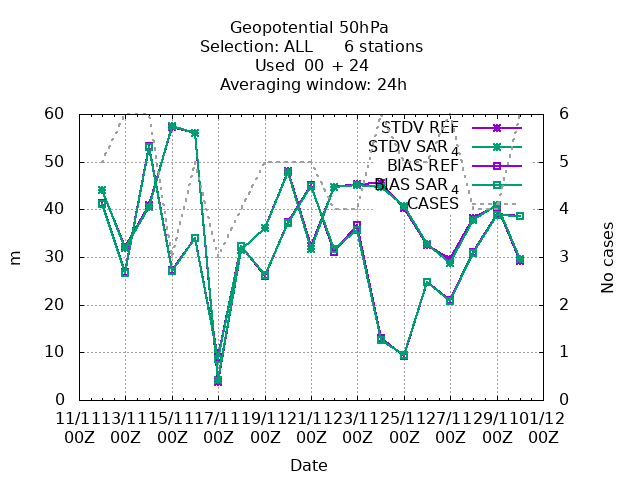 Geopotential 50hPa
Selection: ALL 6 stations
Used 00 + 24
Averaging window: 24h
60 6
STDV REF
STDV SAR 4
50 5
BIAS REF
BIAS SAR 4
CASES
40 4
30 3
m
No cases
20 2
10 1
0 0
11/11 13/11 15/11 17/11 19/11 21/11 23/11 25/11 27/11 29/11 01/12
00Z 00Z 00Z 00Z 00Z 00Z 00Z 00Z 00Z 00Z 00Z
Date